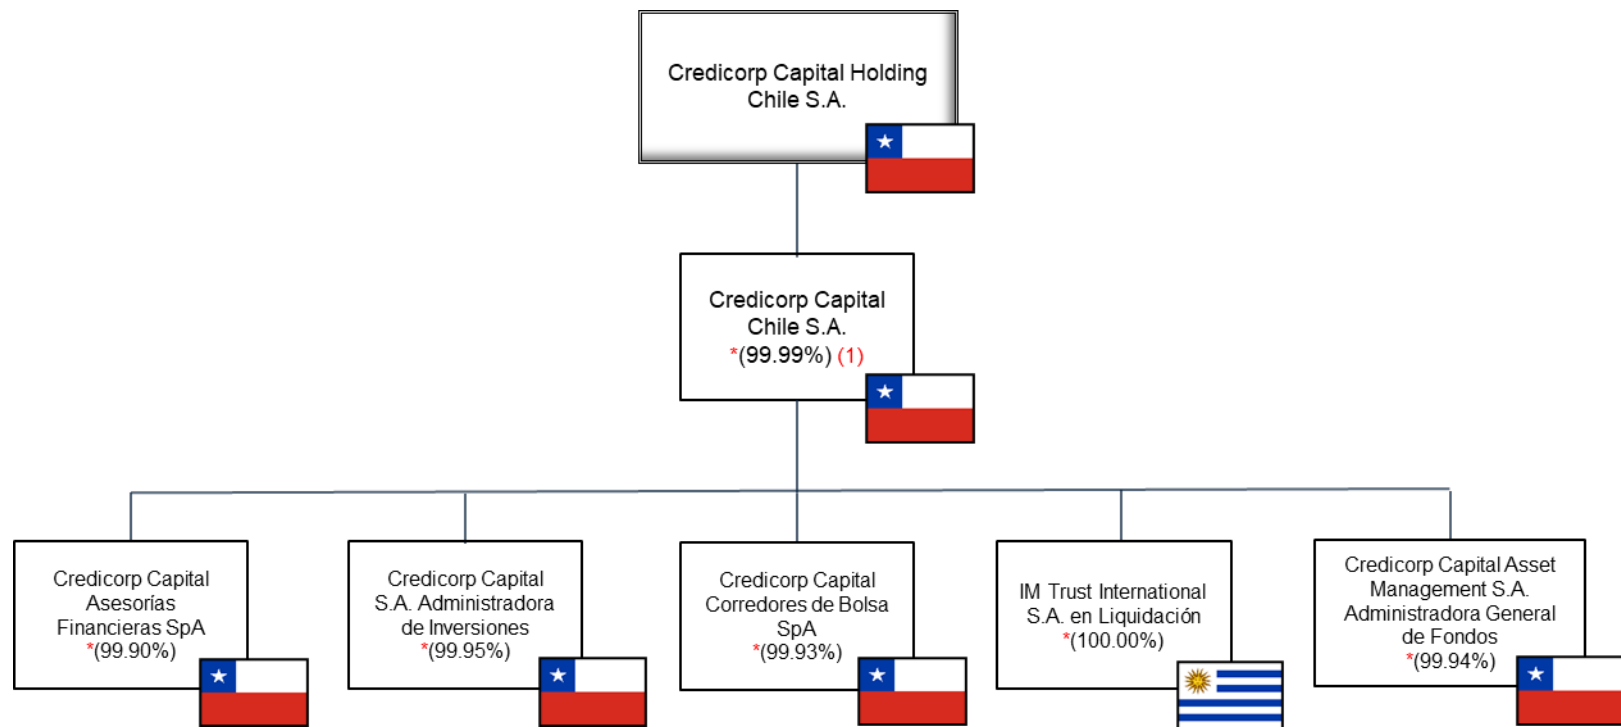 Credicorp Capital Holding
Chile S.A.
Credicorp Capital
Chile S.A.
*(99.99%) (1)
Credicorp Capital
Asesorías
Financieras SpA
*(99.90%)
Credicorp Capital
S.A. Administradora
de Inversiones
*(99.95%)
Credicorp Capital
Corredores de Bolsa
SpA
*(99.93%)
IM Trust International
S.A. en Liquidación
*(100.00%)
Credicorp Capital Asset
Management S.A.
Administradora General
de Fondos
*(99.94%)